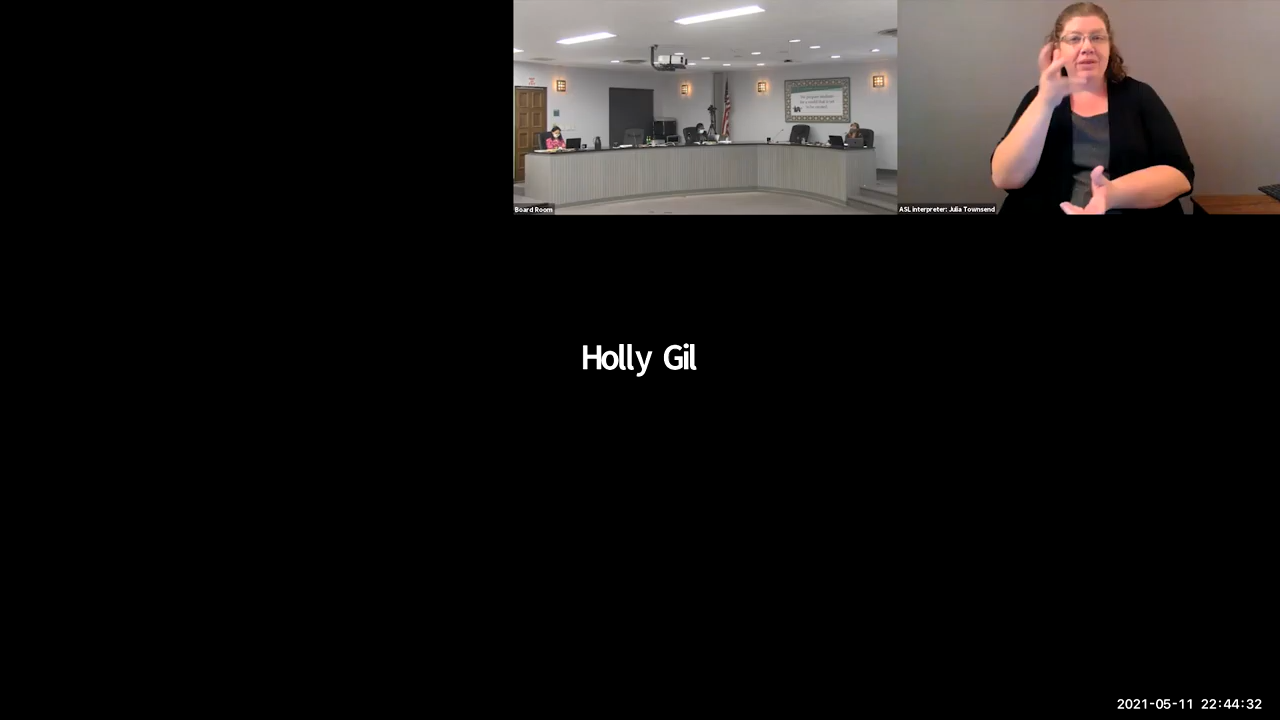 Board Room
ASL interpreter: Julia Townsend
Holly Gil
2021-05-11 22:44:32